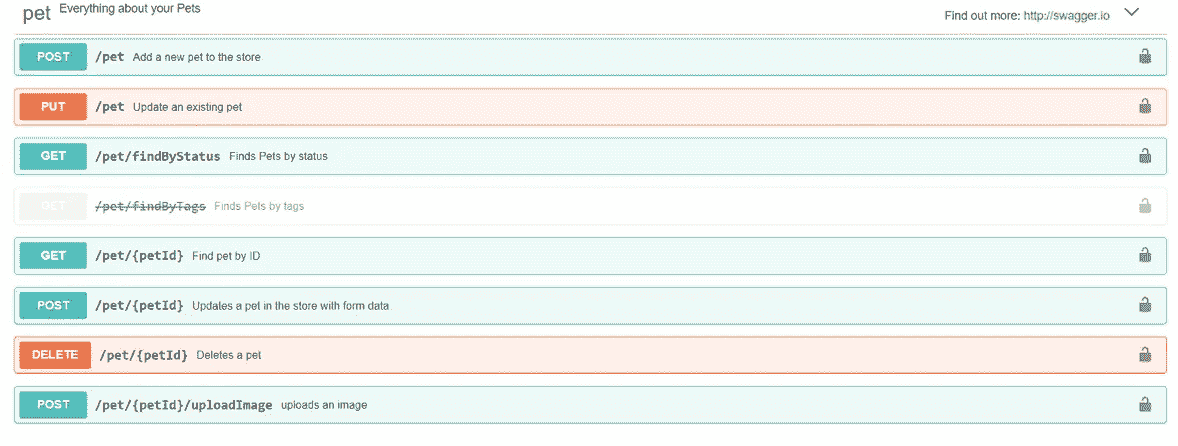 pet Everything about your Pets
Find out more: http://swagger.io
POST /pet Add a new pet to the store
PUT /pet Update an existing pet
GET /pet/findByStatus Finds Pets by status
GET /pet/findByTags Finds Pets by tags
GET /pet/{petId} Find pet by ID
POST /pet/{petId} Updates a pet in the store with form data
DELETE /pet/{petId} Deletes a pet
POST /pet/{petId}/uploadImage uploads an image